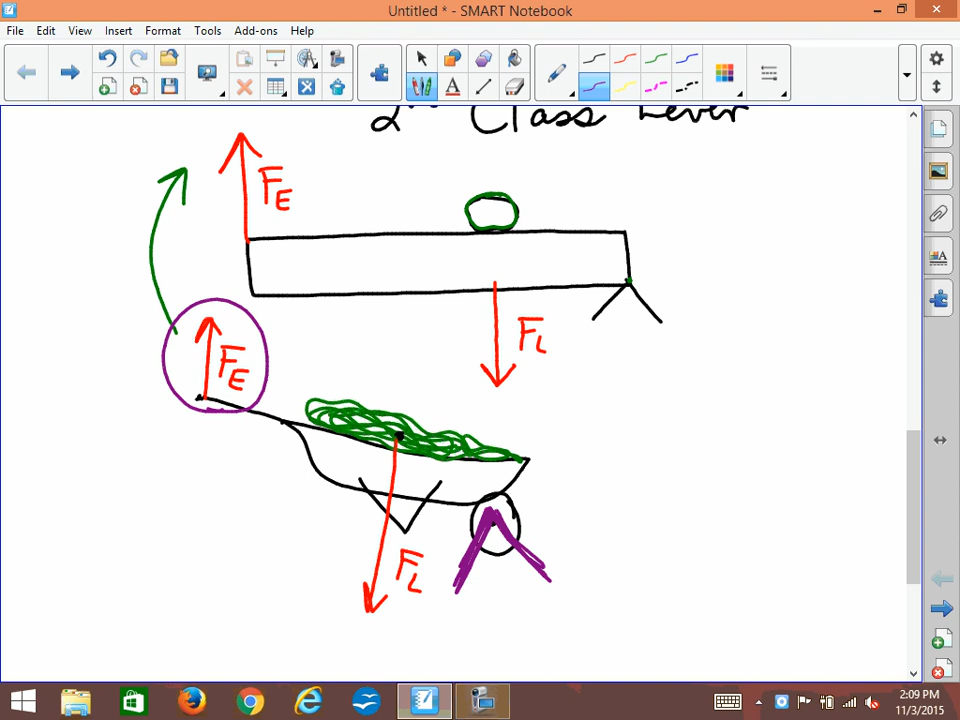 Untitled * - SMART Notebook
File Edit View Insert Format Tools Add-ons Help
2nd Class Lever
FE
FL
FE
FL
2:09 PM
11/3/2015